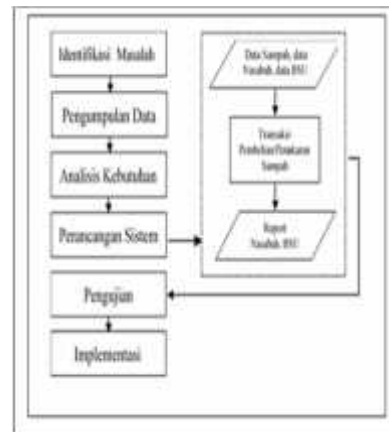 Identifikasi Masalah
Pengumpulan Data
Analisis Kebutuhan
Perancangan Sistem
Pengujian
Implementasi
Data Sampah, data
Nasabah, data BSU
Transaksi
Pembelian/Penukaran
Sampah
Report
Nasabah, BSU